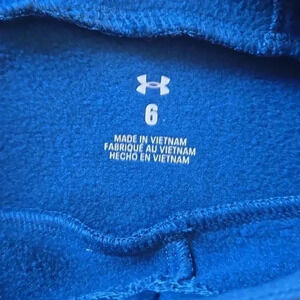 6
MADE IN VIETNAM
FABRIQUÉ AU VIETNAM
HECHO EN VIETNAM